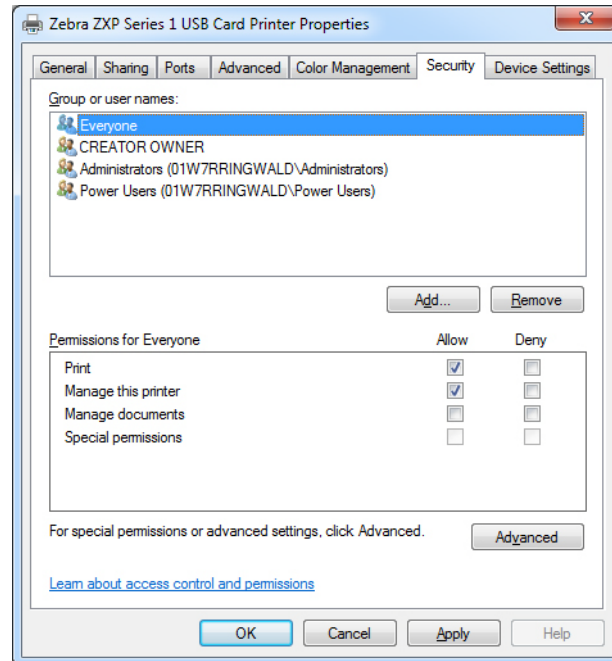 Zebra ZXP Series 1 USB Card Printer Properties
General Sharing Ports Advanced Color Management Security Device Settings
Group or user names:
Everyone
CREATOR OWNER
Administrators (01W7RRINGWALD\Administrators)
Power Users (01W7RRINGWALD\Power Users)
Add... Remove
Permissions for Everyone Allow Deny
Print
Manage this printer
Manage documents
Special permissions
For special permissions or advanced settings, click Advanced. Advanced
Learn about access control and permissions
OK Cancel Apply Help